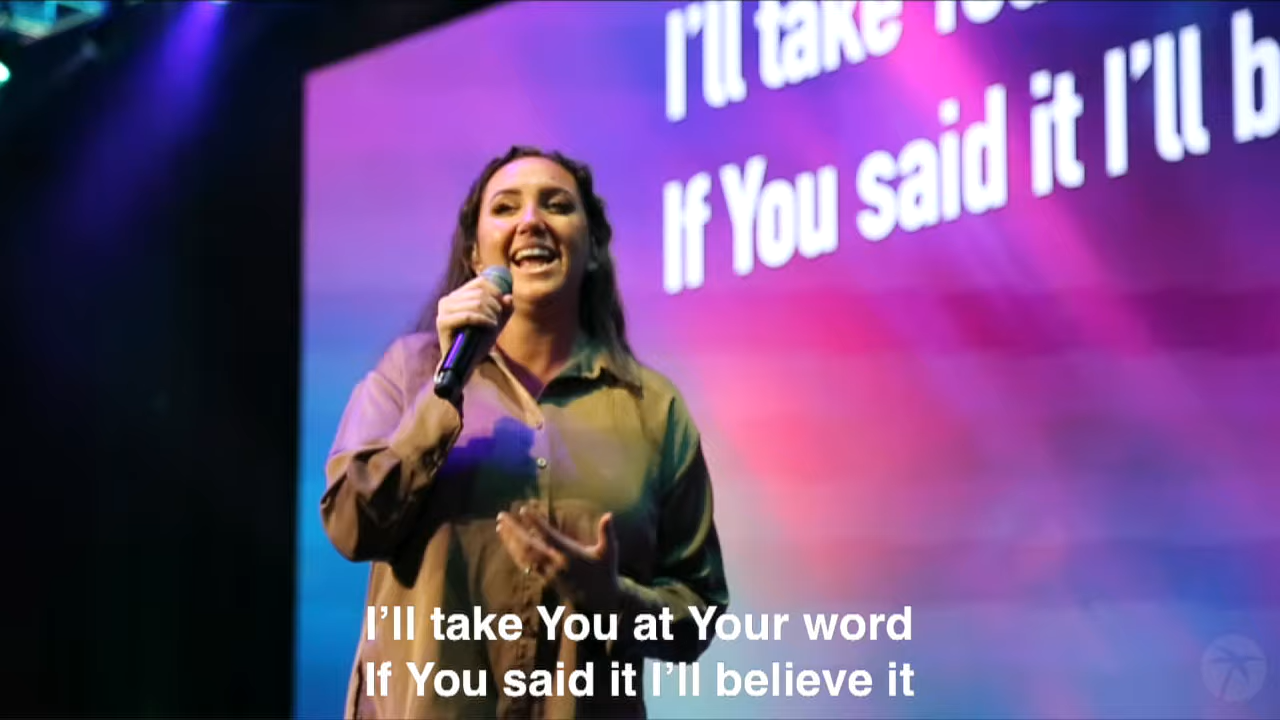 I'll take You
If You said it I'll b
I'll take You at Your word
If You said it I'll believe it